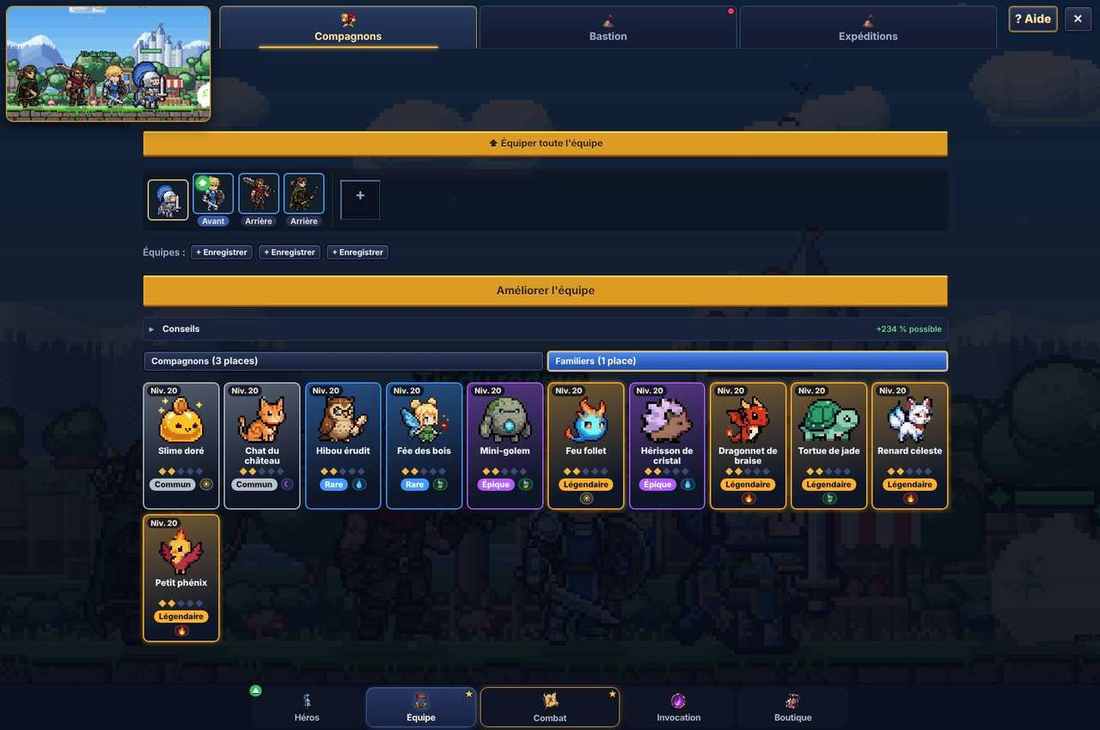 Compagnons
Bastion
Expéditions
? Aide
Équiper toute l'équipe
Avant
Arrière
Arrière
+
Équipes :
+ Enregistrer
+ Enregistrer
+ Enregistrer
Améliorer l'équipe
Conseils
+234 % possible
Compagnons (3 places)
Familiers (1 place)
Niv. 20
Slime doré
Commun
Niv. 20
Chat du
château
Commun
Niv. 20
Hibou érudit
Rare
Niv. 20
Fée des bois
Rare
Niv. 20
Mini-golem
Épique
Niv. 20
Feu follet
Légendaire
Niv. 20
Hérisson de
cristal
Épique
Niv. 20
Dragonnet de
braise
Légendaire
Niv. 20
Tortue de jade
Légendaire
Niv. 20
Renard céleste
Légendaire
Niv. 20
Petit phénix
Légendaire
Héros
Équipe
Combat
Invocation
Boutique